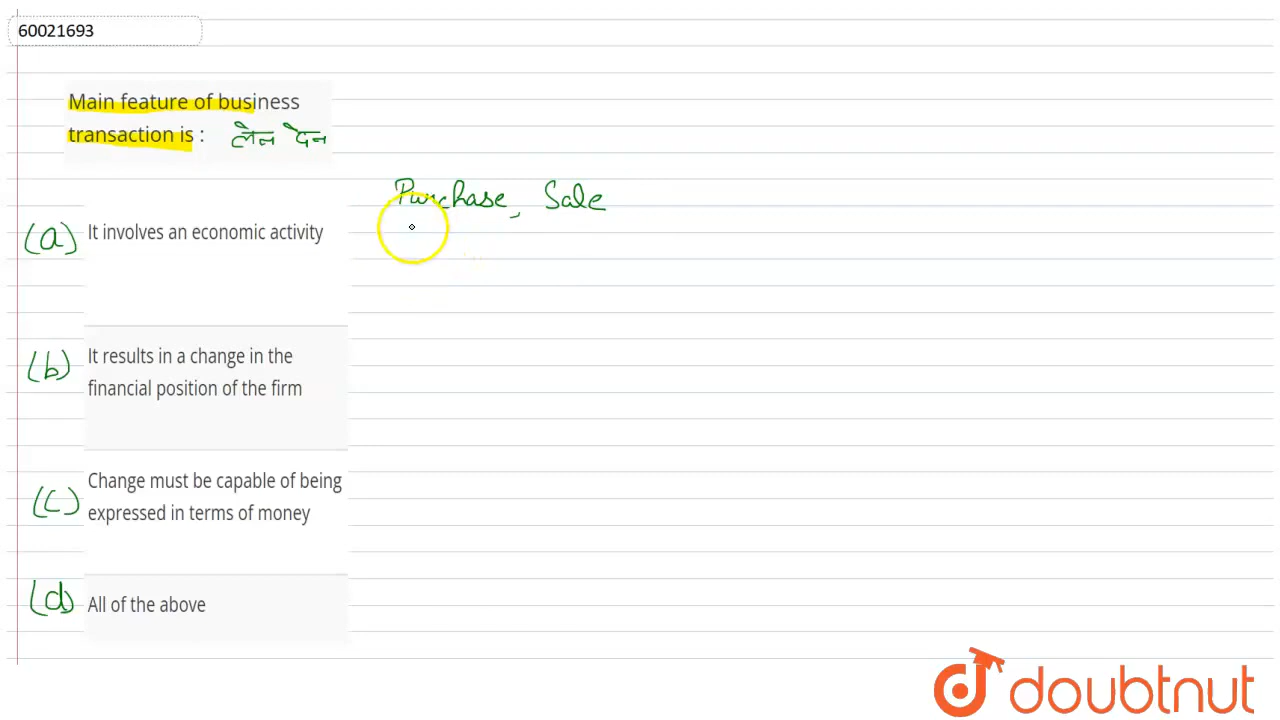 60021693
Main feature of business
transaction is : लेन देन
Purchase, Sale
(a) It involves an economic activity
(b) It results in a change in the
financial position of the firm
(c) Change must be capable of being
expressed in terms of money
(d) All of the above
doubtnut